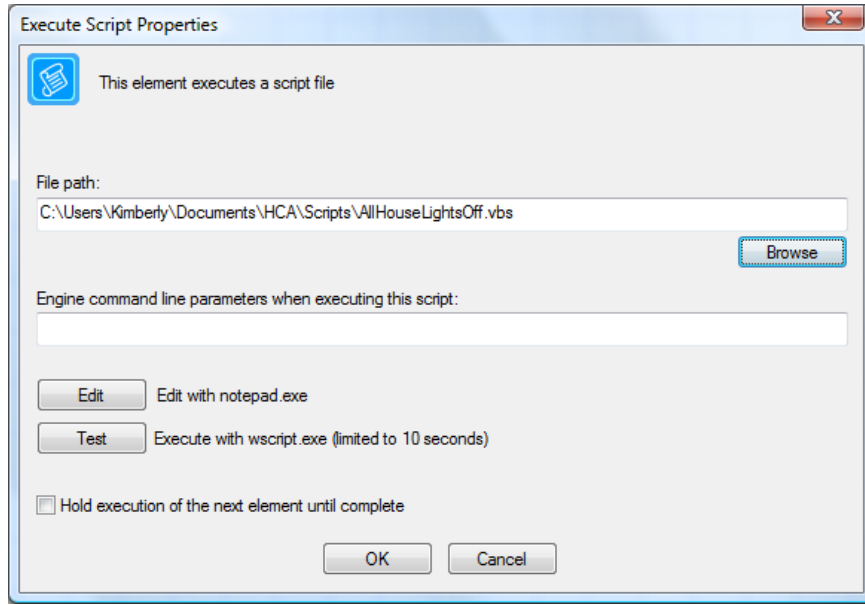 Execute Script Properties
This element executes a script file
File path:
C:\Users\Kimberly\Documents\HCA\Scripts\AllHouseLightsOff.vbs
Browse
Engine command line parameters when executing this script:
Edit Edit with notepad.exe
Test Execute with wscript.exe (limited to 10 seconds)
Hold execution of the next element until complete
OK Cancel